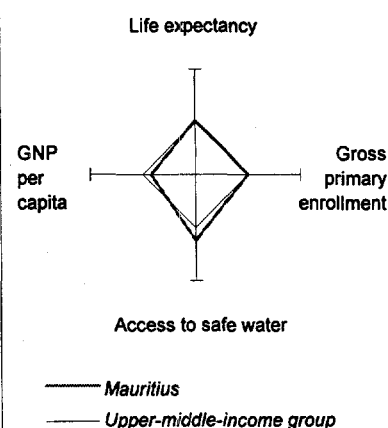 Life expectancy
GNP
per
capita
Gross
primary
enrollment
Access to safe water
Mauritius
Upper-middle-income group